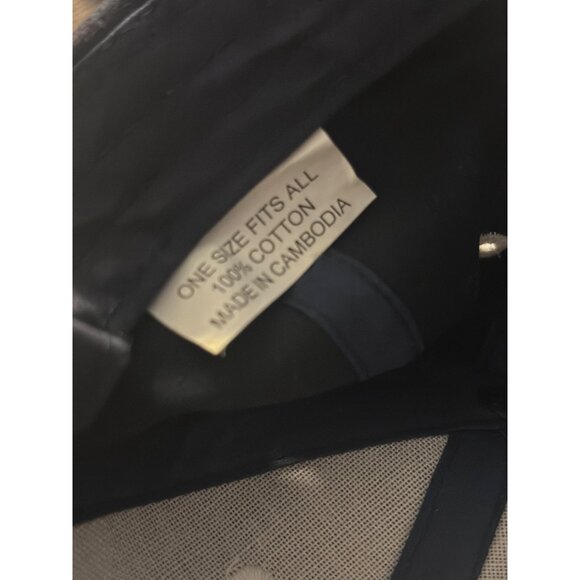 ONE SIZE FITS ALL
100% COTTON
MADE IN CAMBODIA